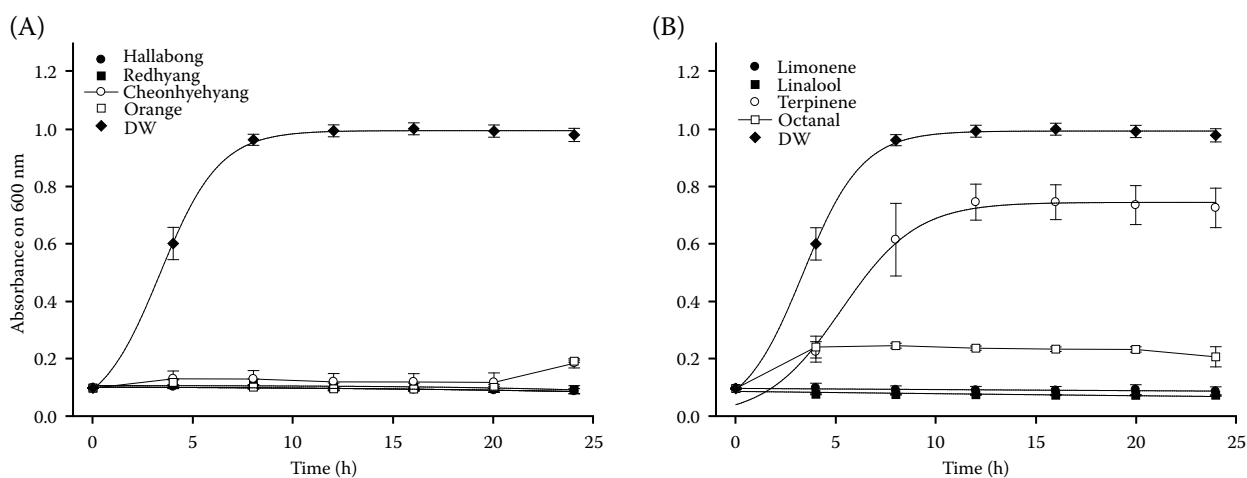 (A)
Hallabong
Redhyang
Cheonhyehyang
Orange
DW
1.2
1.0
0.8
0.6
0.4
0.2
0.0
Absorbance on 600 nm
0 5 10 15 20 25
Time (h)
(B)
Limonene
Linalool
Terpinene
Octanal
DW
1.2
1.0
0.8
0.6
0.4
0.2
0.0
0 5 10 15 20 25
Time (h)